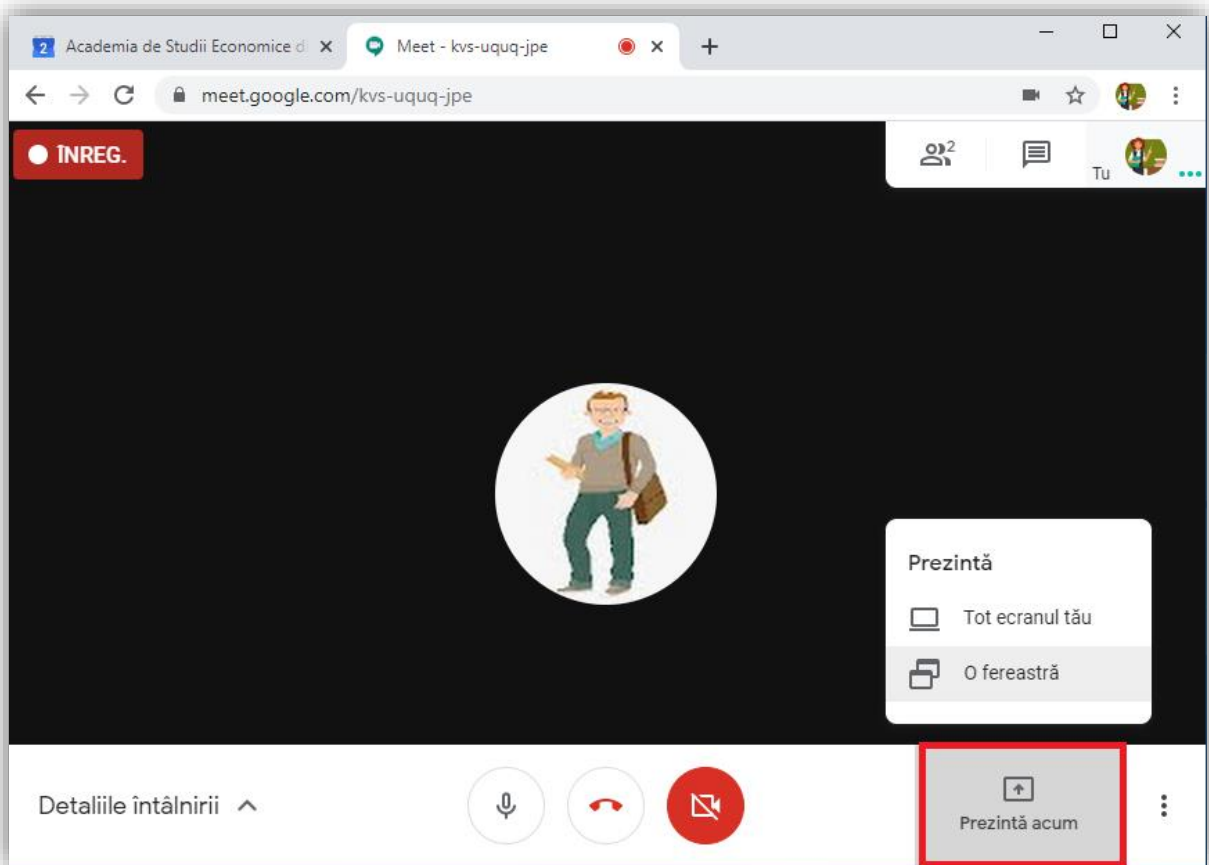 2 Academia de Studii Economice d
Meet - kvs-uquq-jpe
meet.google.com/kvs-uquq-jpe
ÎNREG.
2
Tu
Prezintă
Tot ecranul tău
O fereastră
Detaliile întâlnirii
Prezintă acum